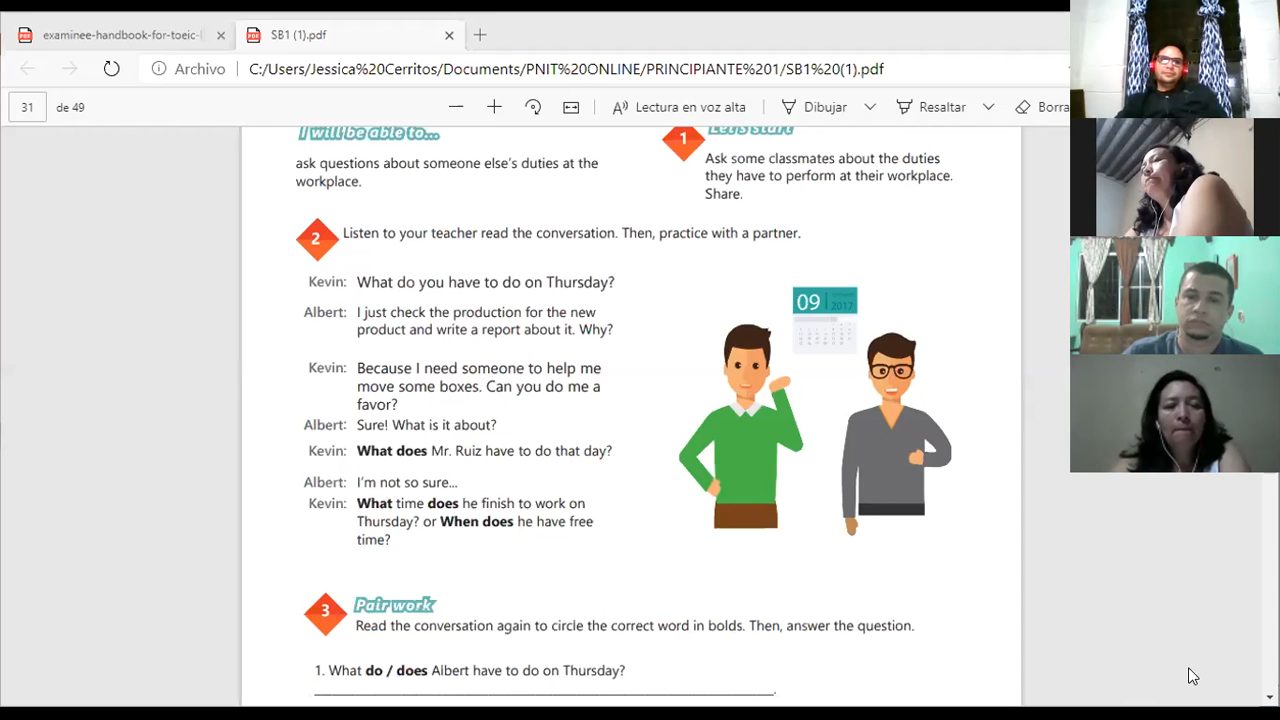 examinee-handbook-for-toeic-l
SB1 (1).pdf
Archivo
C:/Users/Jessica%20Cerritos/Documents/PNIT%20ONLINE/PRINCIPIANTE%201/SB1%20(1).pdf
31
de 49
Lectura en voz alta
Dibujar
Resaltar
Borra
I will be able to...
ask questions about someone else's duties at the
workplace.
1
Let's start
Ask some classmates about the duties
they have to perform at their workplace.
Share.
2
Listen to your teacher read the conversation. Then, practice with a partner.
Kevin: What do you have to do on Thursday?
Albert: I just check the production for the new
product and write a report about it. Why?
Kevin: Because I need someone to help me
move some boxes. Can you do me a
favor?
Albert: Sure! What is it about?
Kevin: What does Mr. Ruiz have to do that day?
Albert: I'm not so sure...
Kevin: What time does he finish to work on
Thursday? or When does he have free
time?
09
2017
3
Pair work
Read the conversation again to circle the correct word in bolds. Then, answer the question.
1. What do / does Albert have to do on Thursday?